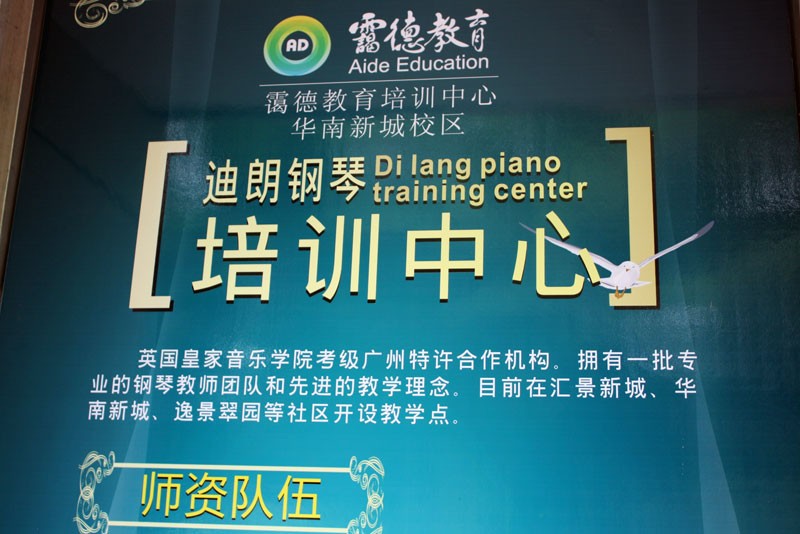 AD
霭德教育
Aide Education
霭德教育培训中心
华南新城校区
迪朗钢琴 Di lang piano
training center
培训中心
英国皇家音乐学院考级广州特许合作机构。拥有一批专
业的钢琴教师团队和先进的教学理念。目前在汇景新城、华
南新城、逸景翠园等社区开设教学点。
师资队伍